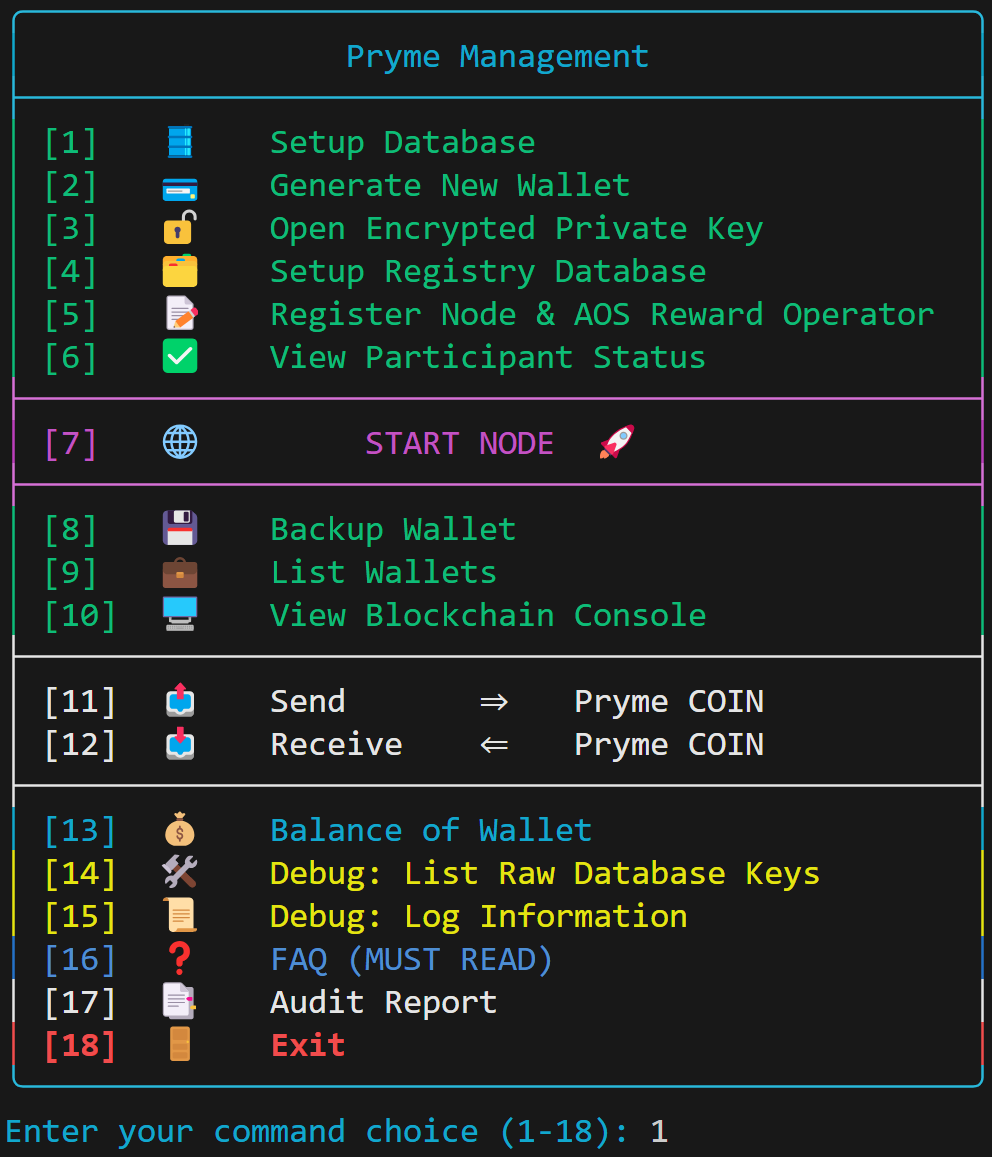 Pryme Management
[1] Setup Database
[2] Generate New Wallet
[3] Open Encrypted Private Key
[4] Setup Registry Database
[5] Register Node & AOS Reward Operator
[6] View Participant Status
[7] START NODE
[8] Backup Wallet
[9] List Wallets
[10] View Blockchain Console
[11] Send ⇒ Pryme COIN
[12] Receive ⇐ Pryme COIN
[13] Balance of Wallet
[14] Debug: List Raw Database Keys
[15] Debug: Log Information
[16] FAQ (MUST READ)
[17] Audit Report
[18] Exit
Enter your command choice (1-18): 1